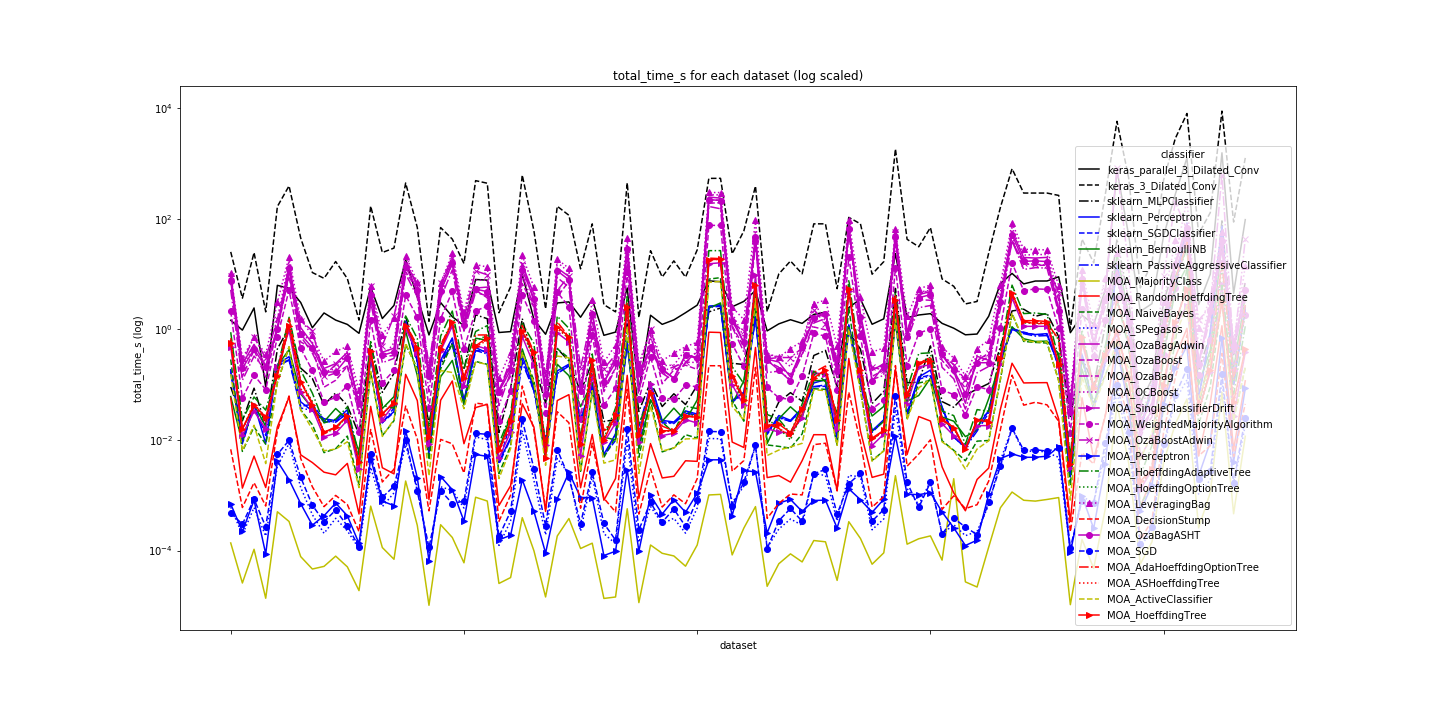 total_time_s for each dataset (log scaled)
10^4
10^2
10^0
10^-2
10^-4
total_time_s (log)
dataset
classifier
keras_parallel_3_Dilated_Conv
keras_3_Dilated_Conv
sklearn_MLPClassifier
sklearn_Perceptron
sklearn_SGDClassifier
sklearn_BernoulliNB
sklearn_PassiveAggressiveClassifier
MOA_MajorityClass
MOA_RandomHoeffdingTree
MOA_NaiveBayes
MOA_SPegasos
MOA_OzaBagAdwin
MOA_OzaBoost
MOA_OzaBag
MOA_OCBoost
MOA_SingleClassifierDrift
MOA_WeightedMajorityAlgorithm
MOA_OzaBoostAdwin
MOA_Perceptron
MOA_HoeffdingAdaptiveTree
MOA_HoeffdingOptionTree
MOA_LeveragingBag
MOA_DecisionStump
MOA_OzaBagASHT
MOA_SGD
MOA_AdaHoeffdingOptionTree
MOA_ASHoeffdingTree
MOA_ActiveClassifier
MOA_HoeffdingTree